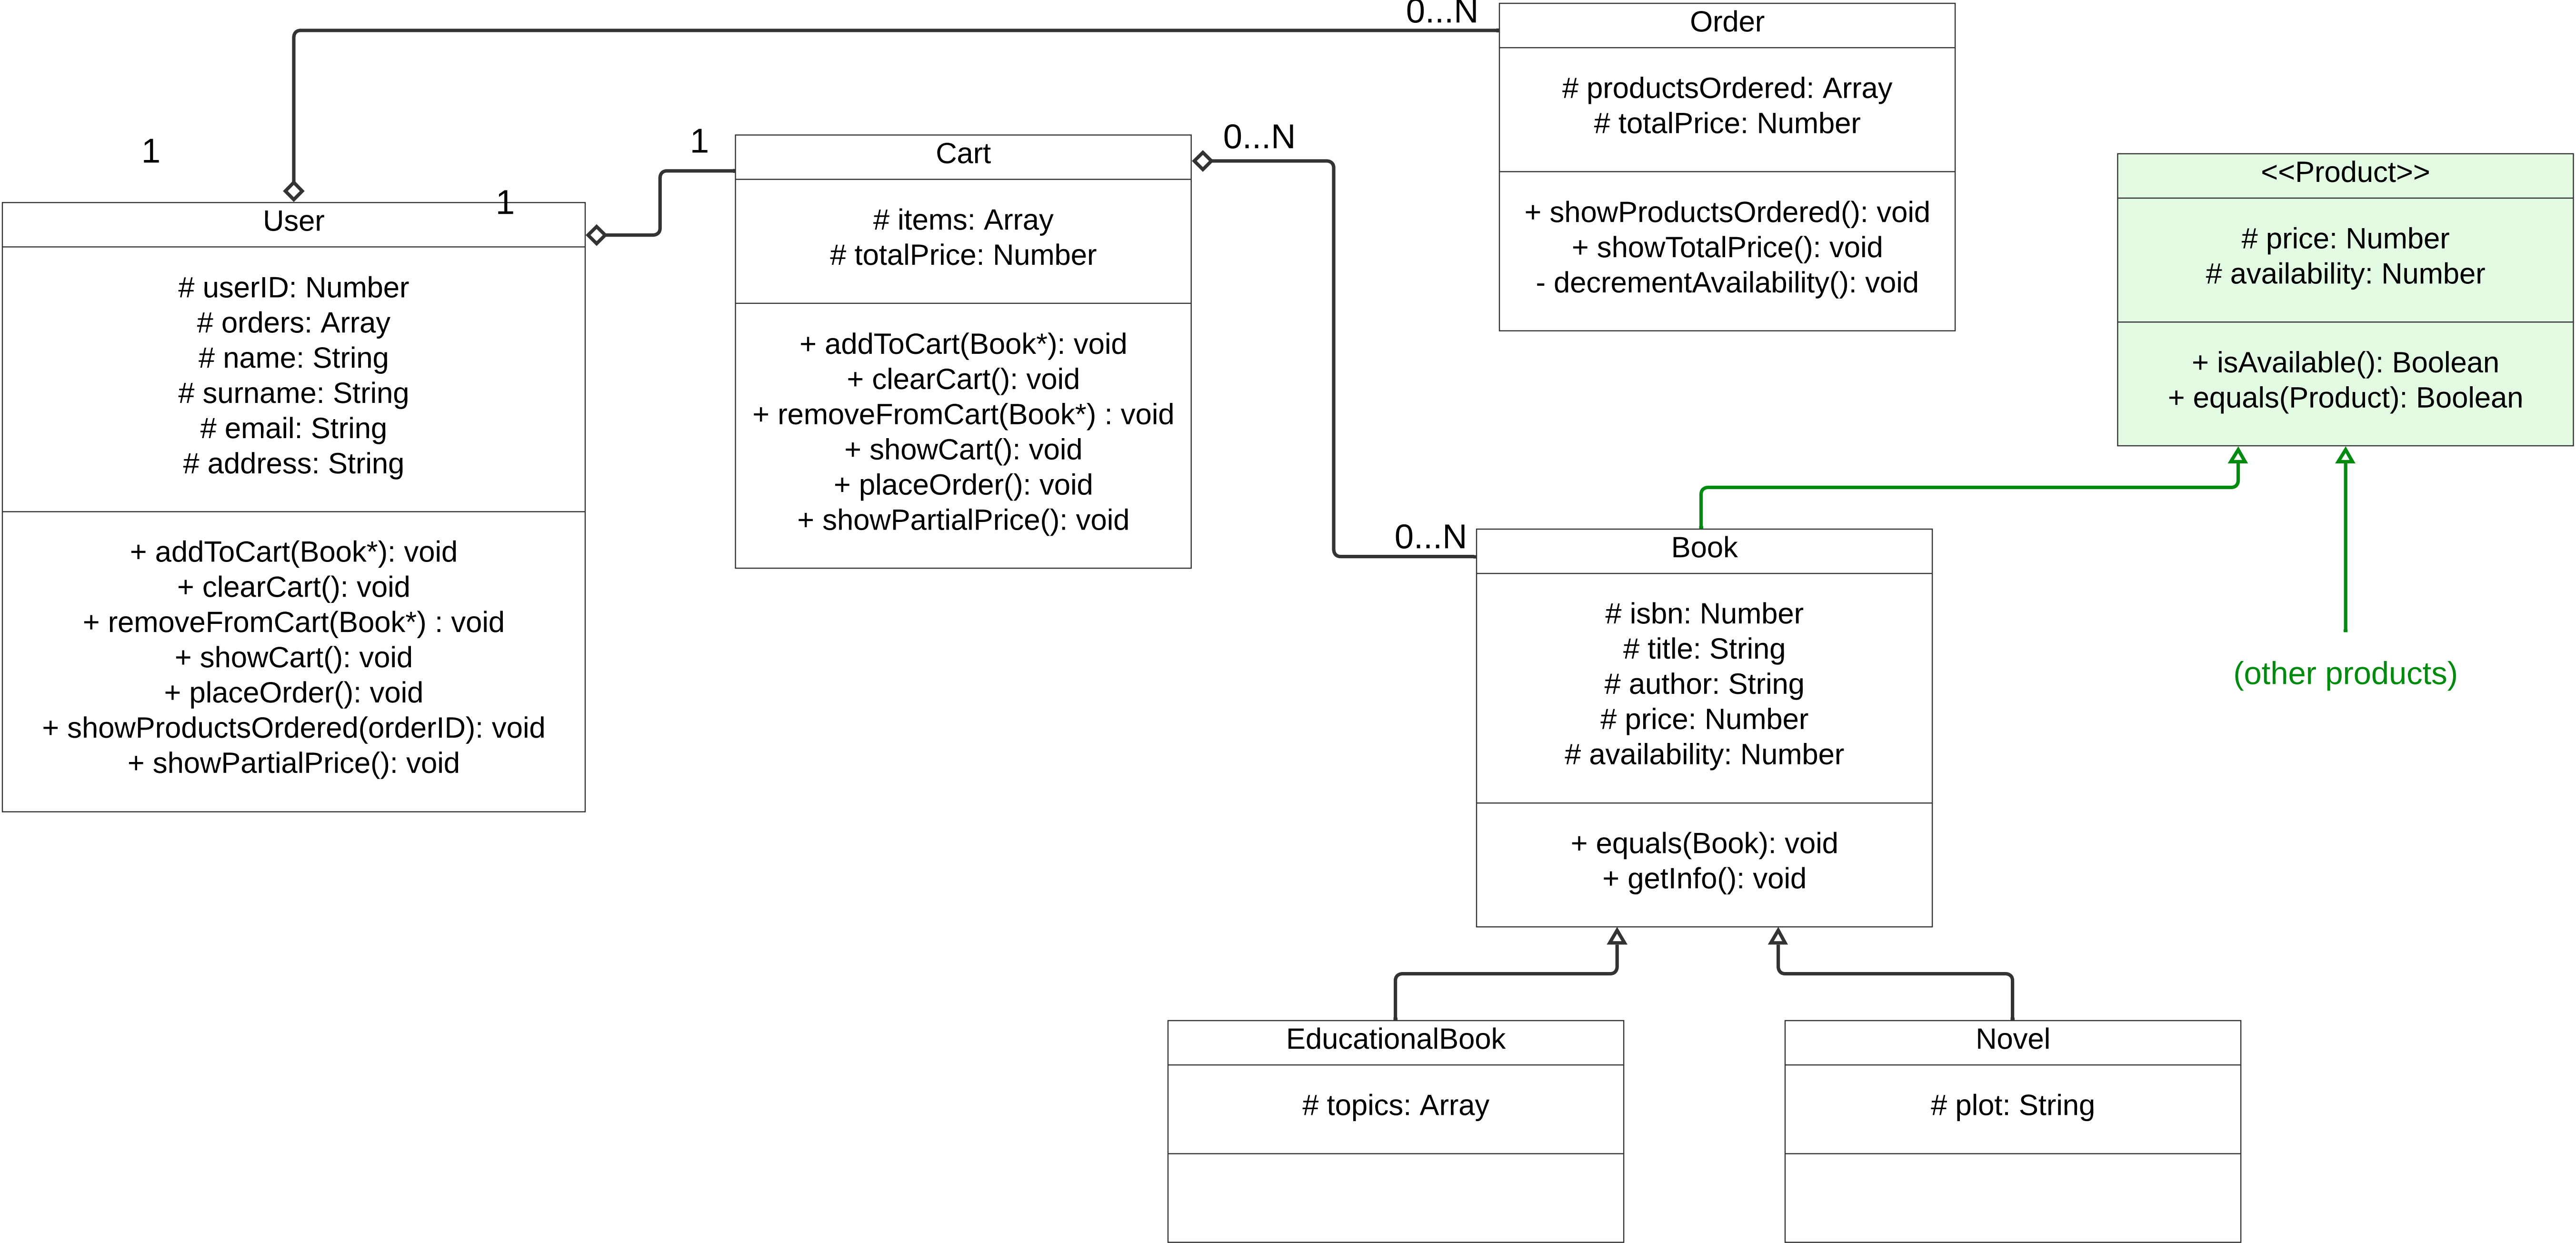 0...N
Order
# productsOrdered: Array
# totalPrice: Number
+ showProductsOrdered(): void
+ showTotalPrice(): void
- decrementAvailability(): void
1
1
1
User
# userID: Number
# orders: Array
# name: String
# surname: String
# email: String
# address: String
+ addToCart(Book*): void
+ clearCart(): void
+ removeFromCart(Book*) : void
+ showCart(): void
+ placeOrder(): void
+ showProductsOrdered(orderID): void
+ showPartialPrice(): void
Cart
# items: Array
# totalPrice: Number
+ addToCart(Book*): void
+ clearCart(): void
+ removeFromCart(Book*) : void
+ showCart(): void
+ placeOrder(): void
+ showPartialPrice(): void
0...N
0...N
<<Product>>
# price: Number
# availability: Number
+ isAvailable(): Boolean
+ equals(Product): Boolean
(other products)
Book
# isbn: Number
# title: String
# author: String
# price: Number
# availability: Number
+ equals(Book): void
+ getInfo(): void
EducationalBook
# topics: Array
Novel
# plot: String